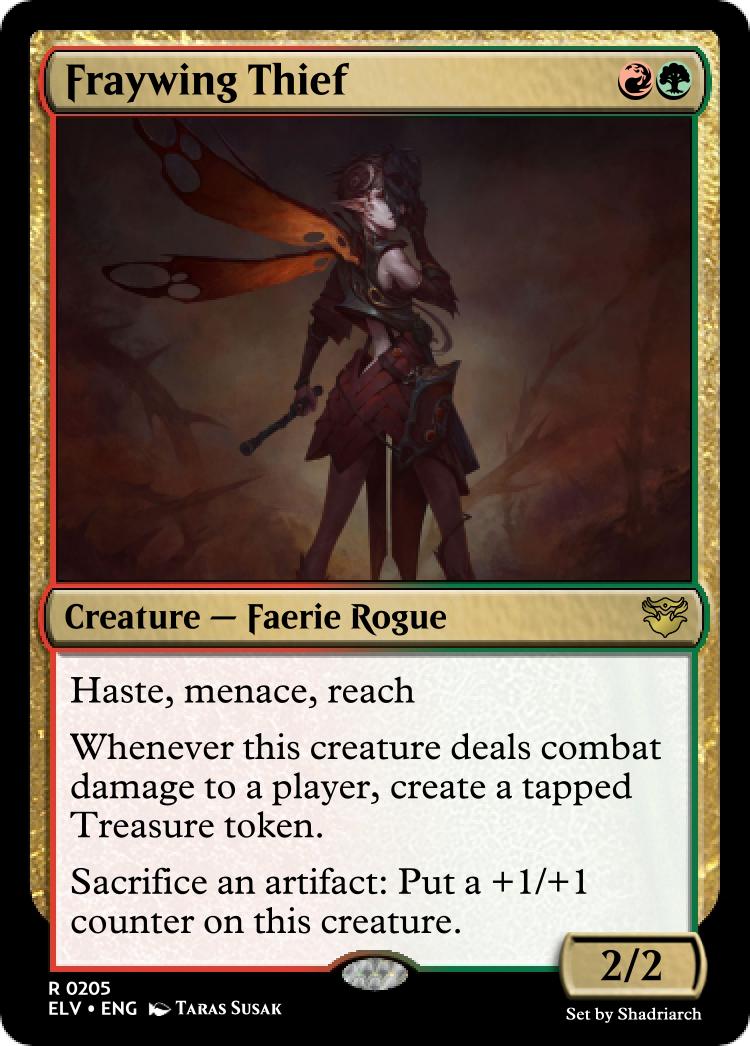 Fraywing Thief
Creature — Faerie Rogue
Haste, menace, reach
Whenever this creature deals combat
damage to a player, create a tapped
Treasure token.
Sacrifice an artifact: Put a +1/+1
counter on this creature.
2/2
R 0205
ELV • ENG Taras Susak
Set by Shadriarch